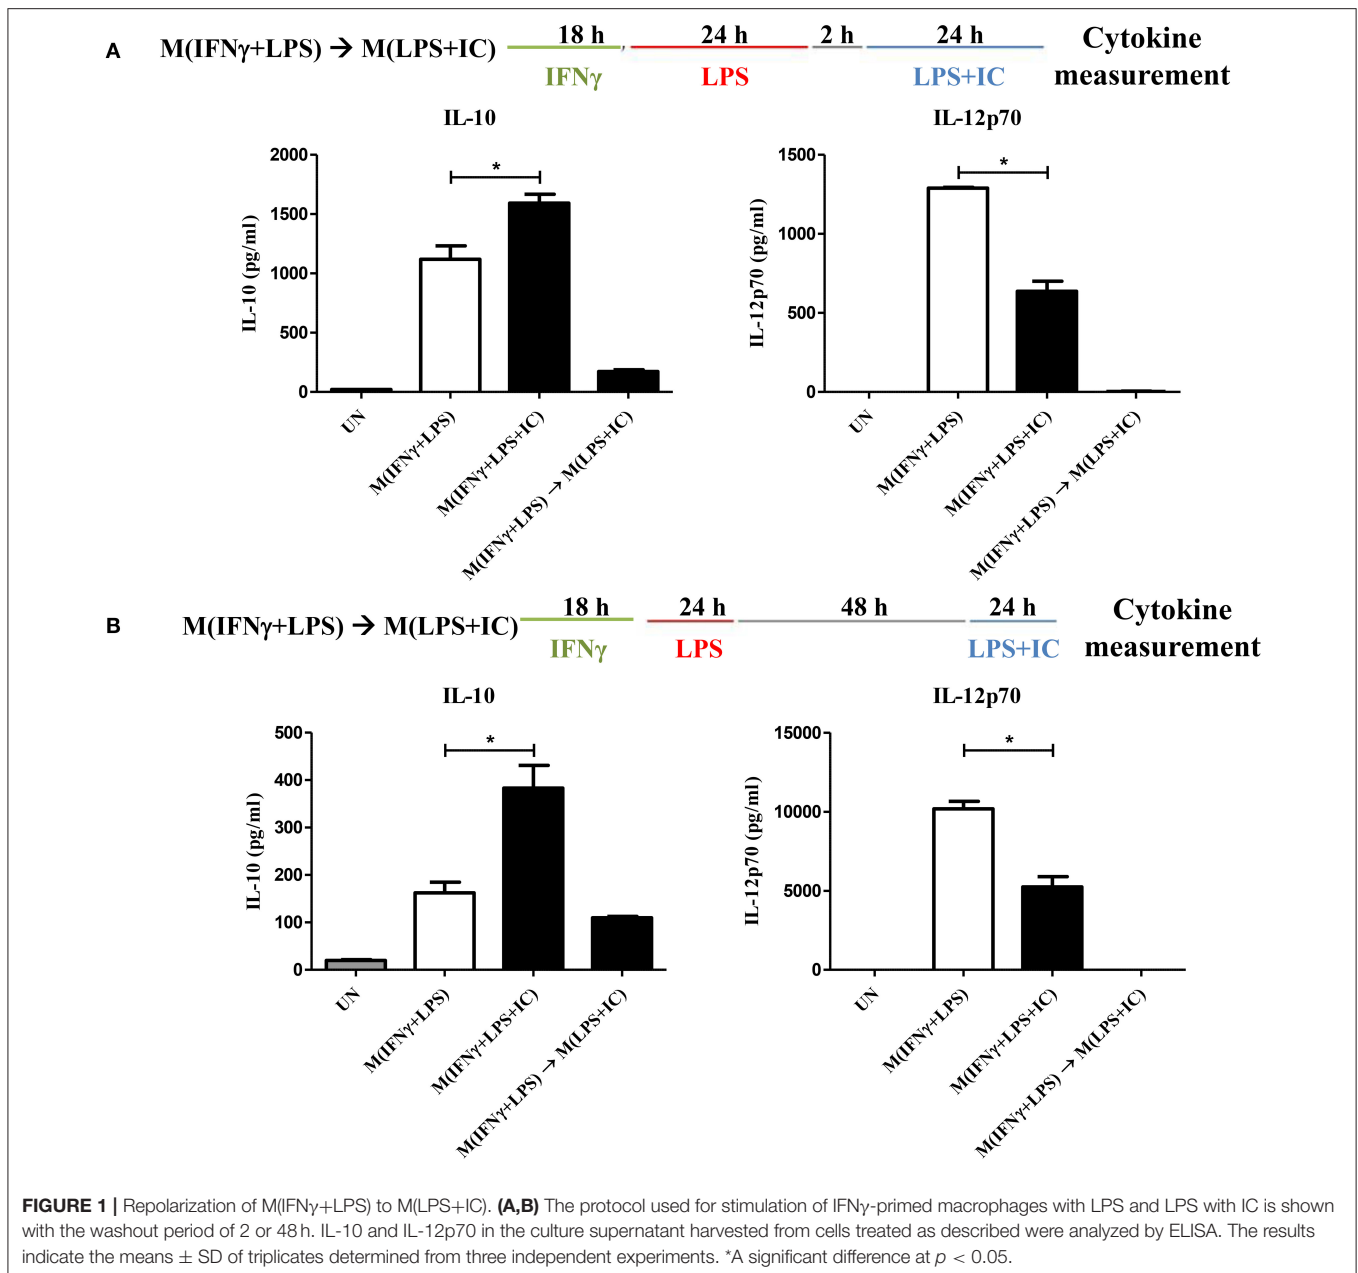 A
M(IFNγ+LPS) → M(LPS+IC)
18 h
24 h
2 h
24 h
Cytokine
measurement
IFNγ
LPS
LPS+IC
IL-10
2000
1500
1000
500
0
IL-10 (pg/ml)
*
UN
M(IFNγ+LPS)
M(IFNγ+LPS+IC)
M(IFNγ+LPS) → M(LPS+IC)
IL-12p70
1500
1000
500
0
IL-12p70 (pg/ml)
*
UN
M(IFNγ+LPS)
M(IFNγ+LPS+IC)
M(IFNγ+LPS) → M(LPS+IC)
B
M(IFNγ+LPS) → M(LPS+IC)
18 h
24 h
48 h
24 h
Cytokine
measurement
IFNγ
LPS
LPS+IC
IL-10
500
400
300
200
100
0
IL-10 (pg/ml)
*
UN
M(IFNγ+LPS)
M(IFNγ+LPS+IC)
M(IFNγ+LPS) → M(LPS+IC)
IL-12p70
15000
10000
5000
0
IL-12p70 (pg/ml)
*
UN
M(IFNγ+LPS)
M(IFNγ+LPS+IC)
M(IFNγ+LPS) → M(LPS+IC)
FIGURE 1 | Repolarization of M(IFNγ+LPS) to M(LPS+IC). (A,B) The protocol used for stimulation of IFNγ-primed macrophages with LPS and LPS with IC is shown
with the washout period of 2 or 48 h. IL-10 and IL-12p70 in the culture supernatant harvested from cells treated as described were analyzed by ELISA. The results
indicate the means ± SD of triplicates determined from three independent experiments. *A significant difference at p < 0.05.